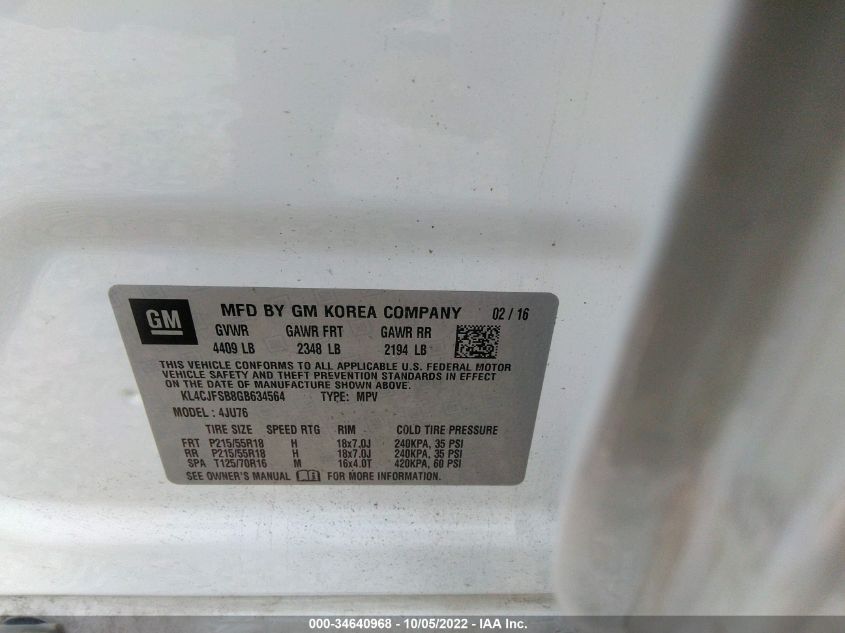 GM
MFD BY GM KOREA COMPANY 02 / 16
GVWR GAWR FRT GAWR RR
4409 LB 2348 LB 2194 LB
THIS VEHICLE CONFORMS TO ALL APPLICABLE U.S. FEDERAL MOTOR
VEHICLE SAFETY AND THEFT PREVENTION STANDARDS IN EFFECT
ON THE DATE OF MANUFACTURE SHOWN ABOVE.
KL4CJFSB8GB634564 TYPE: MPV
MODEL : 4JU76
TIRE SIZE SPEED RTG RIM COLD TIRE PRESSURE
FRT P215/55R18 H 18x7.0J 240KPA, 35 PSI
RR P215/55R18 H 18x7.0J 240KPA, 35 PSI
SPA T125/70R16 M 16x4.0T 420KPA, 60 PSI
SEE OWNER'S MANUAL FOR MORE INFORMATION.
000-34640968 - 10/05/2022 - IAA Inc.